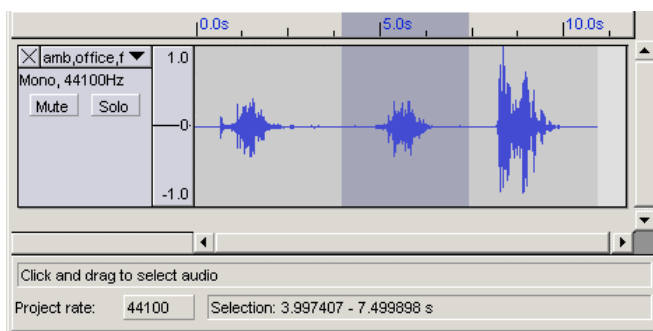 0.0s 5.0s 10.0s
amb,office,f 1.0
Mono, 44100Hz
Mute Solo
0
-1.0
Click and drag to select audio
Project rate: 44100 Selection: 3.997407 - 7.499898 s